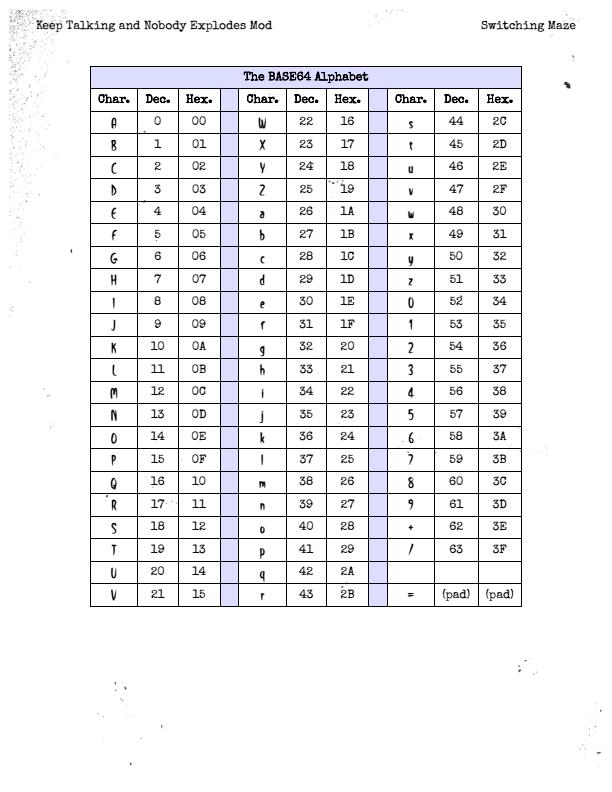 Keep Talking and Nobody Explodes Mod Switching Maze
The BASE64 Alphabet
Char. Dec. Hex. Char. Dec. Hex. Char. Dec. Hex.
A 0 00 W 22 16 s 44 2C
B 1 01 X 23 17 t 45 2D
C 2 02 Y 24 18 u 46 2E
D 3 03 Z 25 19 v 47 2F
E 4 04 a 26 1A w 48 30
F 5 05 b 27 1B x 49 31
G 6 06 c 28 1C y 50 32
H 7 07 d 29 1D z 51 33
I 8 08 e 30 1E 0 52 34
J 9 09 f 31 1F 1 53 35
K 10 0A g 32 20 2 54 36
L 11 0B h 33 21 3 55 37
M 12 0C i 34 22 4 56 38
N 13 0D j 35 23 5 57 39
O 14 0E k 36 24 6 58 3A
P 15 0F l 37 25 7 59 3B
Q 16 10 m 38 26 8 60 3C
R 17 11 n 39 27 9 61 3D
S 18 12 o 40 28 + 62 3E
T 19 13 p 41 29 / 63 3F
U 20 14 q 42 2A
V 21 15 r 43 2B = (pad) (pad)